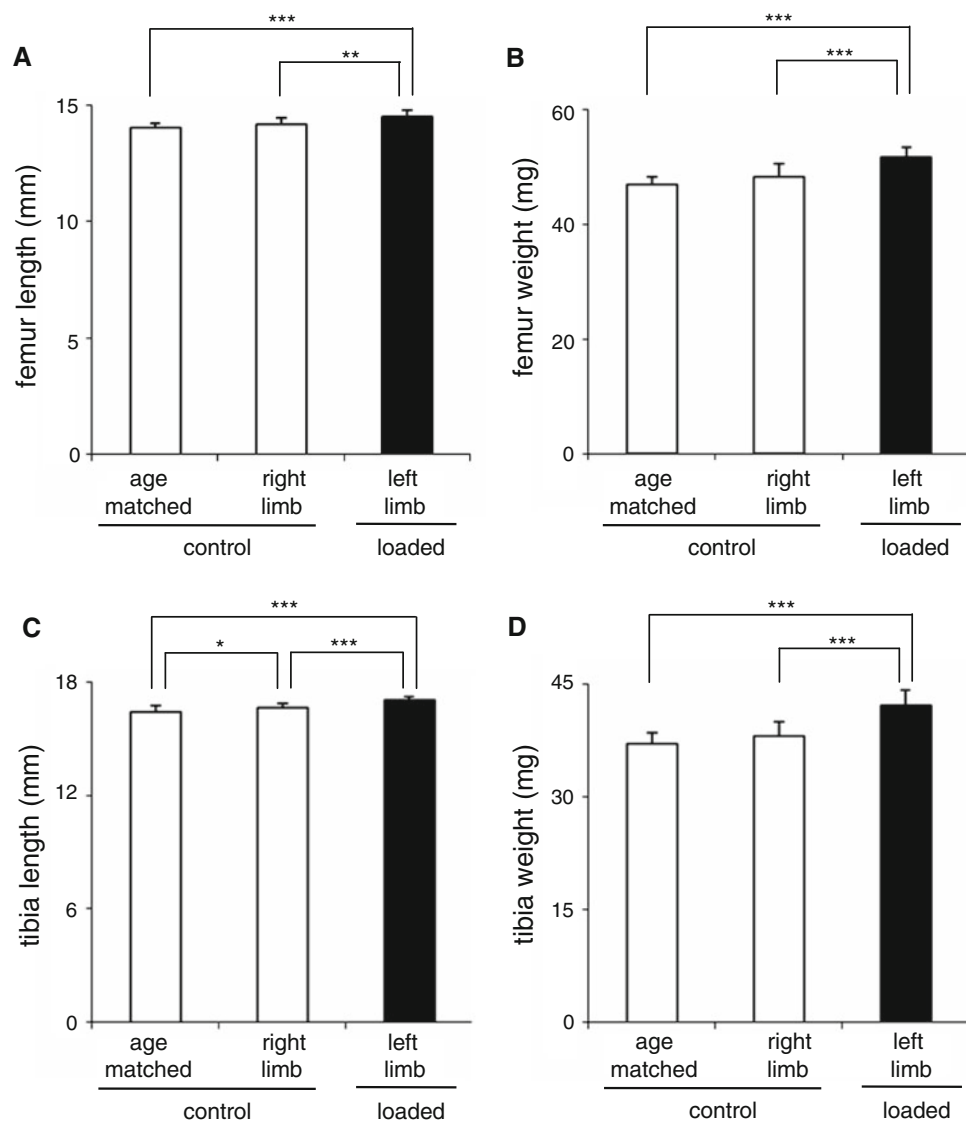 A
***
**
femur length (mm)
15
10
5
0
age matched
right limb
left limb
control
loaded
B
***
***
femur weight (mg)
60
40
20
0
age matched
right limb
left limb
control
loaded
C
***
*
***
tibia length (mm)
18
12
6
0
age matched
right limb
left limb
control
loaded
D
***
***
tibia weight (mg)
45
30
15
0
age matched
right limb
left limb
control
loaded